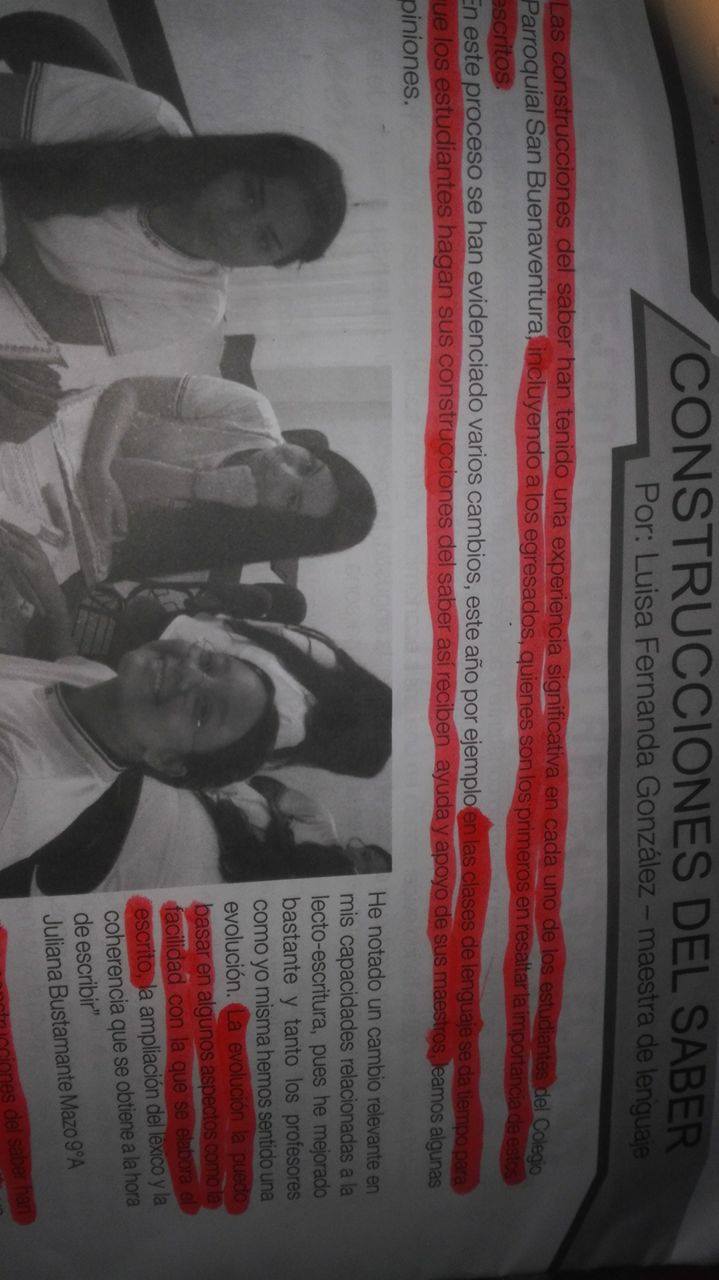 CONSTRUCCIONES DEL SABER
Por: Luisa Fernanda González – maestra de lenguaje
Las construcciones del saber han tenido una experiencia significativa en cada uno de los estudiantes del Colegio
Parroquial San Buenaventura, incluyendo a los egresados, quienes son los primeros en resaltar la importancia de estos
escritos.
En este proceso se han evidenciado varios cambios, este año por ejemplo en las clases de lenguaje se da tiempo para
que los estudiantes hagan sus construcciones del saber así reciben ayuda y apoyo de sus maestros, leamos algunas
opiniones.
He notado un cambio relevante en
mis capacidades relacionadas a la
lecto-escritura, pues he mejorado
bastante y tanto los profesores
como yo misma hemos sentido una
evolución. La evolución la puedo
basar en algunos aspectos como la
facilidad con la que se elabora el
escrito, la ampliación del léxico y la
coherencia que se obtiene a la hora
de escribir”
Juliana Bustamante Mazo 9°A
construcciones del saber han